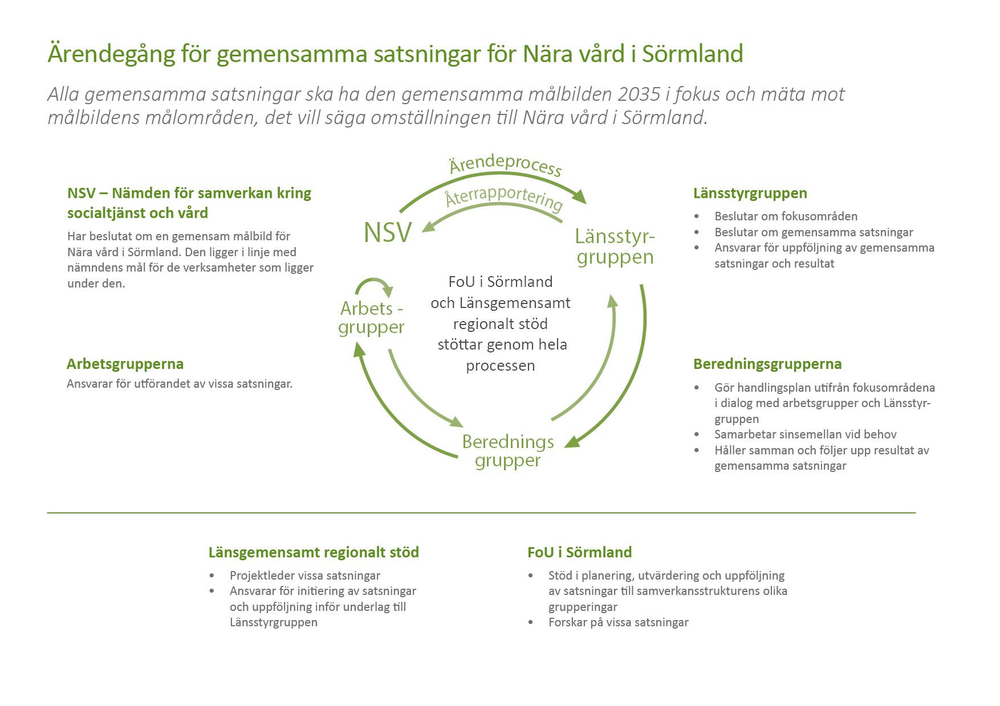 Ärendegång för gemensamma satsningar för Nära vård i Sörmland
Alla gemensamma satsningar ska ha den gemensamma målbilden 2035 i fokus och mäta mot
målbildens målområden, det vill säga omställningen till Nära vård i Sörmland.
NSV – Nämden för samverkan kring
socialtjänst och vård
Har beslutat om en gemensam målbild för
Nära vård i Sörmland. Den ligger i linje med
nämndens mål för de verksamheter som ligger
under den.
Arbetsgrupperna
Ansvarar för utförandet av vissa satsningar.
Ärendeprocess
Återrapportering
NSV
Länsstyr-
gruppen
Arbets -
grupper
FoU i Sörmland
och Länsgemensamt
regionalt stöd
stöttar genom hela
processen
Berednings
grupper
Länsstyrgruppen
• Beslutar om fokusområden
• Beslutar om gemensamma satsningar
• Ansvarar för uppföljning av gemensamma
satsningar och resultat
Beredningsgrupperna
• Gör handlingsplan utifrån fokusområdena
i dialog med arbetsgrupper och Länsstyr-
gruppen
• Samarbetar sinsemellan vid behov
• Håller samman och följer upp resultat av
gemensamma satsningar
Länsgemensamt regionalt stöd
• Projektleder vissa satsningar
• Ansvarar för initiering av satsningar
och uppföljning inför underlag till
Länsstyrgruppen
FoU i Sörmland
• Stöd i planering, utvärdering och uppföljning
av satsningar till samverkansstrukturens olika
grupperingar
• Forskar på vissa satsningar